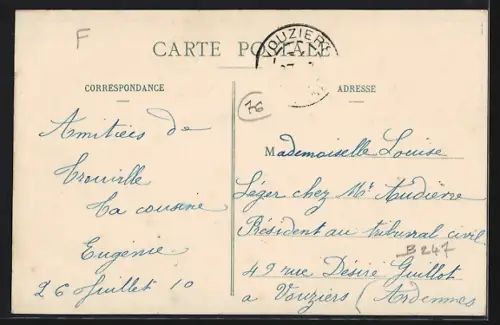 F
VOUZIERS
CARTE POSTALE
CORRESPONDANCE
ADRESSE
76
Amitiées de
Trouville
Ta cousine
Eugénie
26 Juillet 10
Mademoiselle Louise
Léger chez Mr Audièrre
Résident au tribunal civil
49 rue Désiré Guillot
B247
a Vouziers (Ardennes